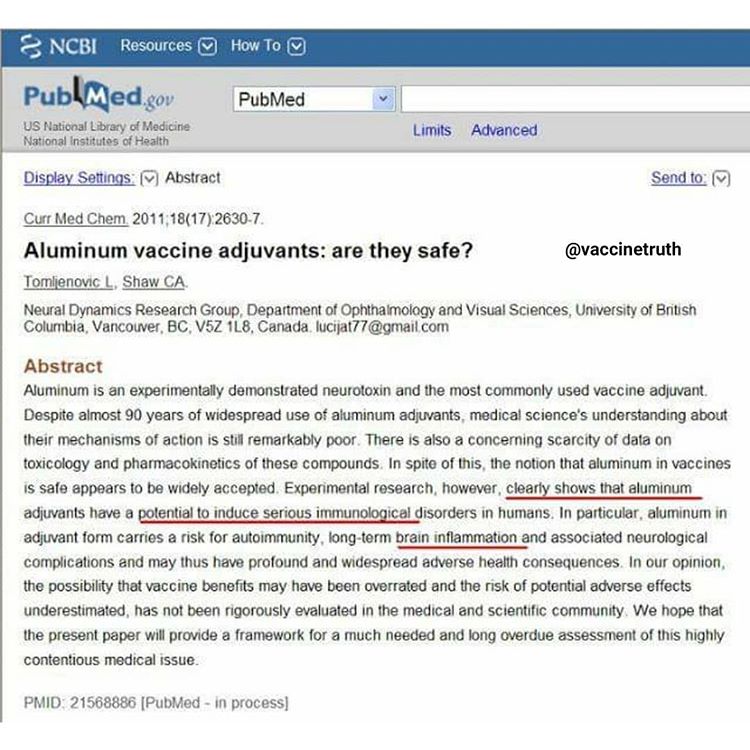 NCBI Resources How To
PubMed.gov PubMed
US National Library of Medicine
National Institutes of Health
Limits Advanced
Display Settings: Abstract Send to:
Curr Med Chem. 2011;18(17):2630-7.
Aluminum vaccine adjuvants: are they safe? @vaccinetruth
Tomljenovic L, Shaw CA.
Neural Dynamics Research Group, Department of Ophthalmology and Visual Sciences, University of British
Columbia, Vancouver, BC, V5Z 1L8, Canada. lucijat77@gmail.com
Abstract
Aluminum is an experimentally demonstrated neurotoxin and the most commonly used vaccine adjuvant.
Despite almost 90 years of widespread use of aluminum adjuvants, medical science's understanding about
their mechanisms of action is still remarkably poor. There is also a concerning scarcity of data on
toxicology and pharmacokinetics of these compounds. In spite of this, the notion that aluminum in vaccines
is safe appears to be widely accepted. Experimental research, however, clearly shows that aluminum
adjuvants have a potential to induce serious immunological disorders in humans. In particular, aluminum in
adjuvant form carries a risk for autoimmunity, long-term brain inflammation and associated neurological
complications and may thus have profound and widespread adverse health consequences. In our opinion,
the possibility that vaccine benefits may have been overrated and the risk of potential adverse effects
underestimated, has not been rigorously evaluated in the medical and scientific community. We hope that
the present paper will provide a framework for a much needed and long overdue assessment of this highly
contentious medical issue.
PMID: 21568886 [PubMed - in process]